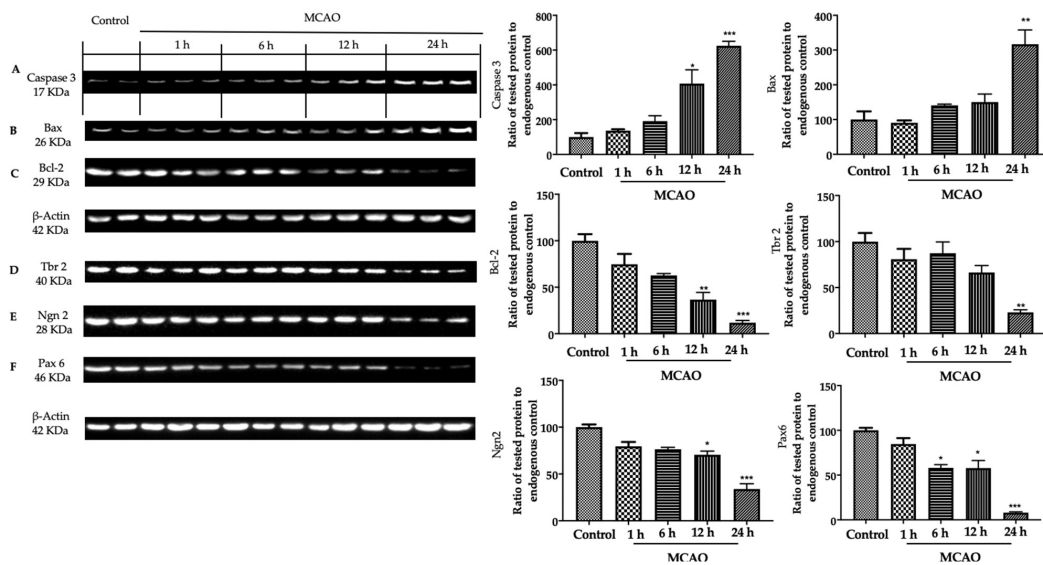 Control
MCAO
1 h
6 h
12 h
24 h
A
Caspase 3
17 KDa
B
Bax
26 KDa
C
Bcl-2
29 KDa
β-Actin
42 KDa
D
Tbr 2
40 KDa
E
Ngn 2
28 KDa
F
Pax 6
46 KDa
β-Actin
42 KDa
Caspase 3
Ratio of tested protein to
endogenous control
800
600
400
200
0
*
***
Control
1 h
6 h
12 h
24 h
MCAO
Bax
Ratio of tested protein to
endogenous control
400
300
200
100
0
**
Control
1 h
6 h
12 h
24 h
MCAO
Bcl-2
Ratio of tested protein to
endogenous control
150
100
50
0
**
***
Control
1 h
6 h
12 h
24 h
MCAO
Tbr 2
Ratio of tested protein to
endogenous control
150
100
50
0
**
Control
1 h
6 h
12 h
24 h
MCAO
Ngn2
Ratio of tested protein to
endogenous control
150
100
50
0
*
***
Control
1 h
6 h
12 h
24 h
MCAO
Pax6
Ratio of tested protein to
endogenous control
150
100
50
0
*
*
***
Control
1 h
6 h
12 h
24 h
MCAO